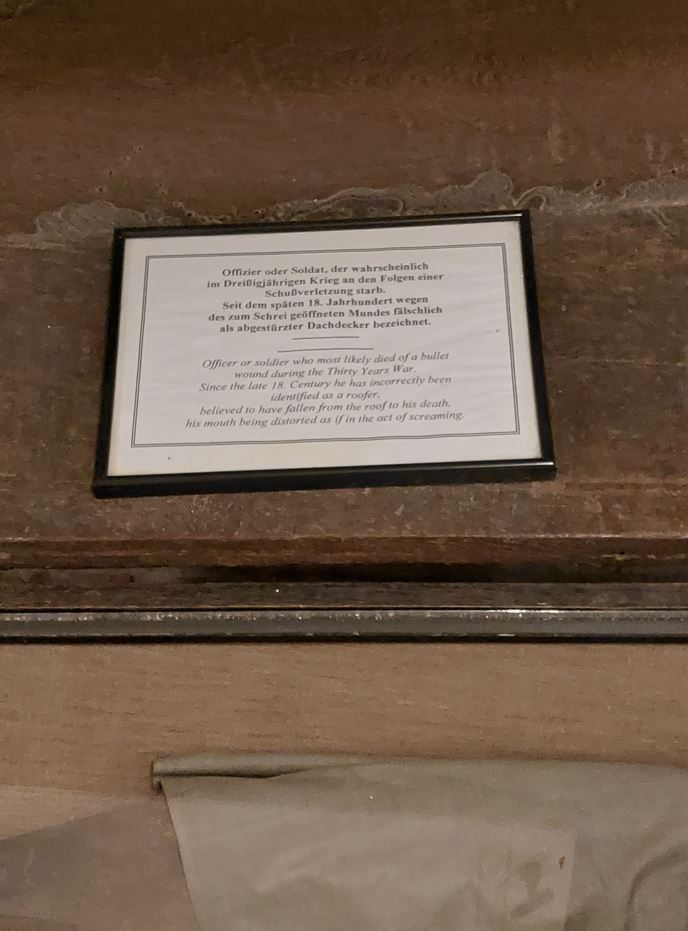 Offizier oder Soldat, der wahrscheinlich
im Dreißigjährigen Krieg an den Folgen einer
Schußverletzung starb.
Seit dem späten 18. Jahrhundert wegen
des zum Schrei geöffneten Mundes fälschlich
als abgestürzter Dachdecker bezeichnet.
Officer or soldier who most likely died of a bullet
wound during the Thirty Years War.
Since the late 18. Century he has incorrectly been
identified as a roofer,
believed to have fallen from the roof to his death,
his mouth being distorted as if in the act of screaming.